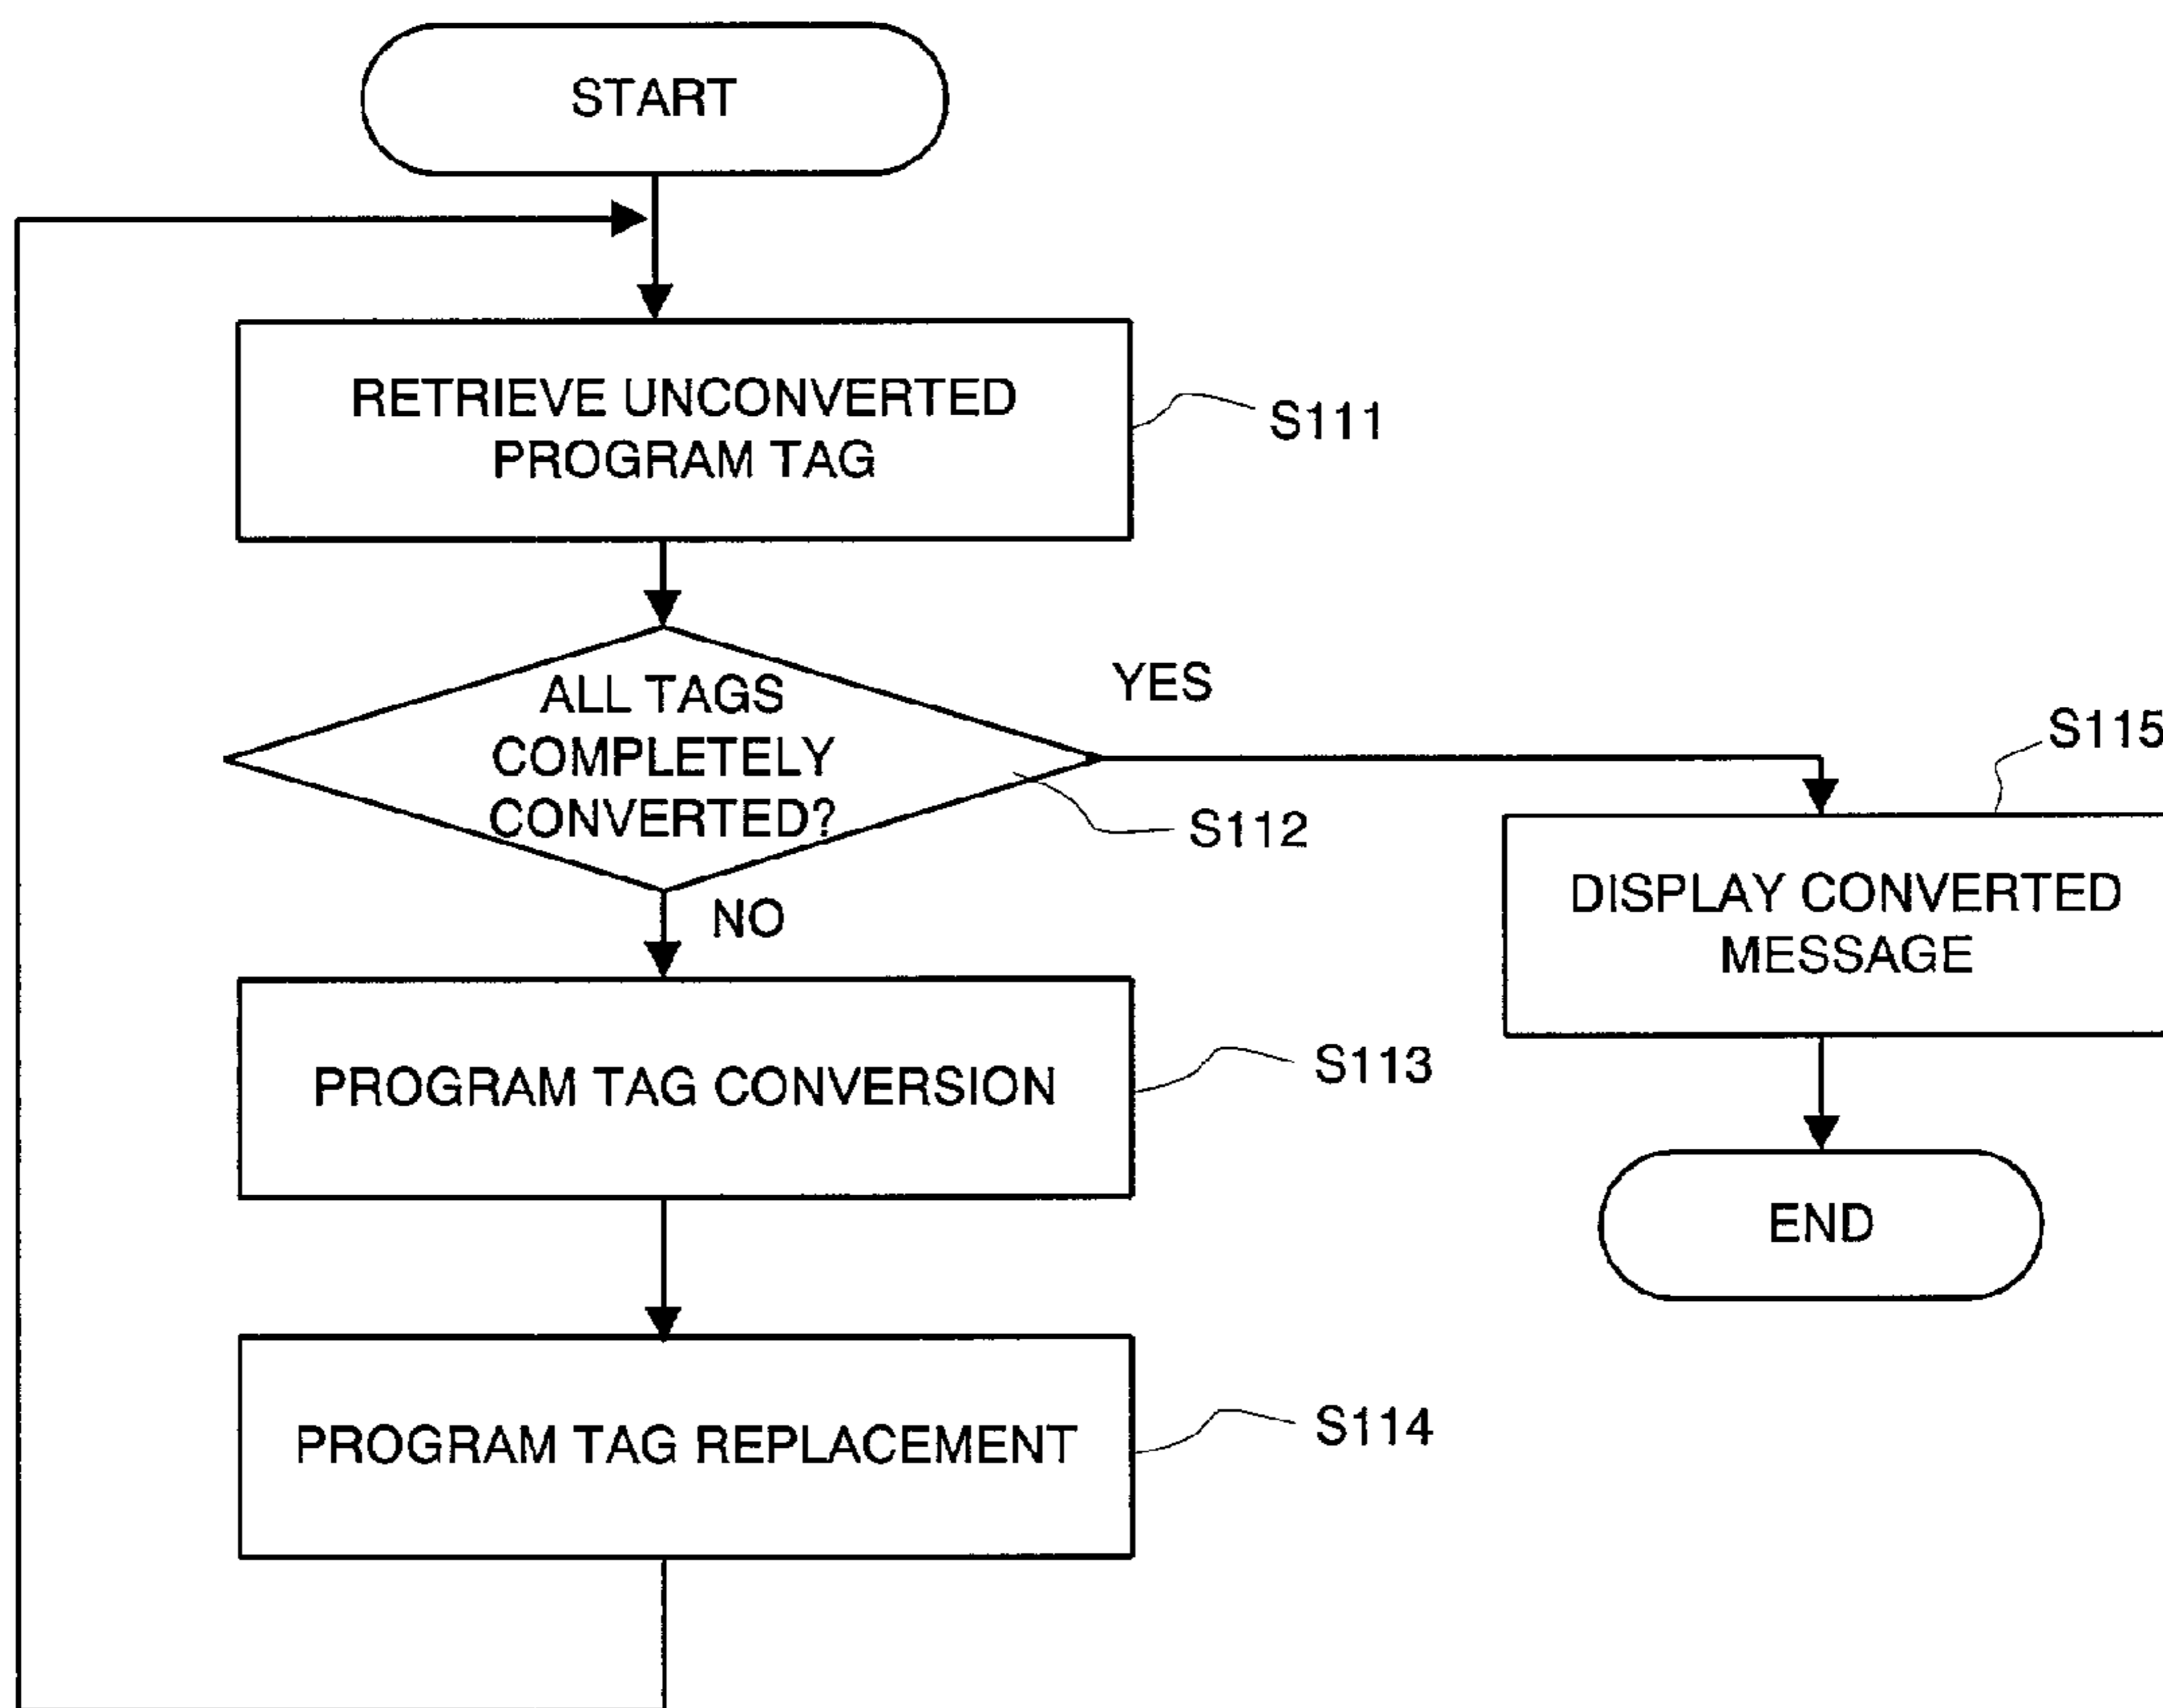 START
RETRIEVE UNCONVERTED
PROGRAM TAG
S111
ALL TAGS
COMPLETELY
CONVERTED?
YES
S112
NO
S115
DISPLAY CONVERTED
MESSAGE
PROGRAM TAG CONVERSION
S113
END
PROGRAM TAG REPLACEMENT
S114